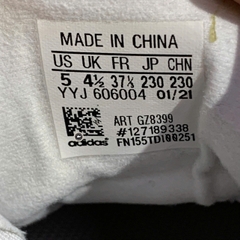 MADE IN CHINA
US UK FR JP CHN
5 4½ 37⅓ 230 230
YYJ 606004 01/21
ART GZ8399
#127189338
adidas FN155TD100251